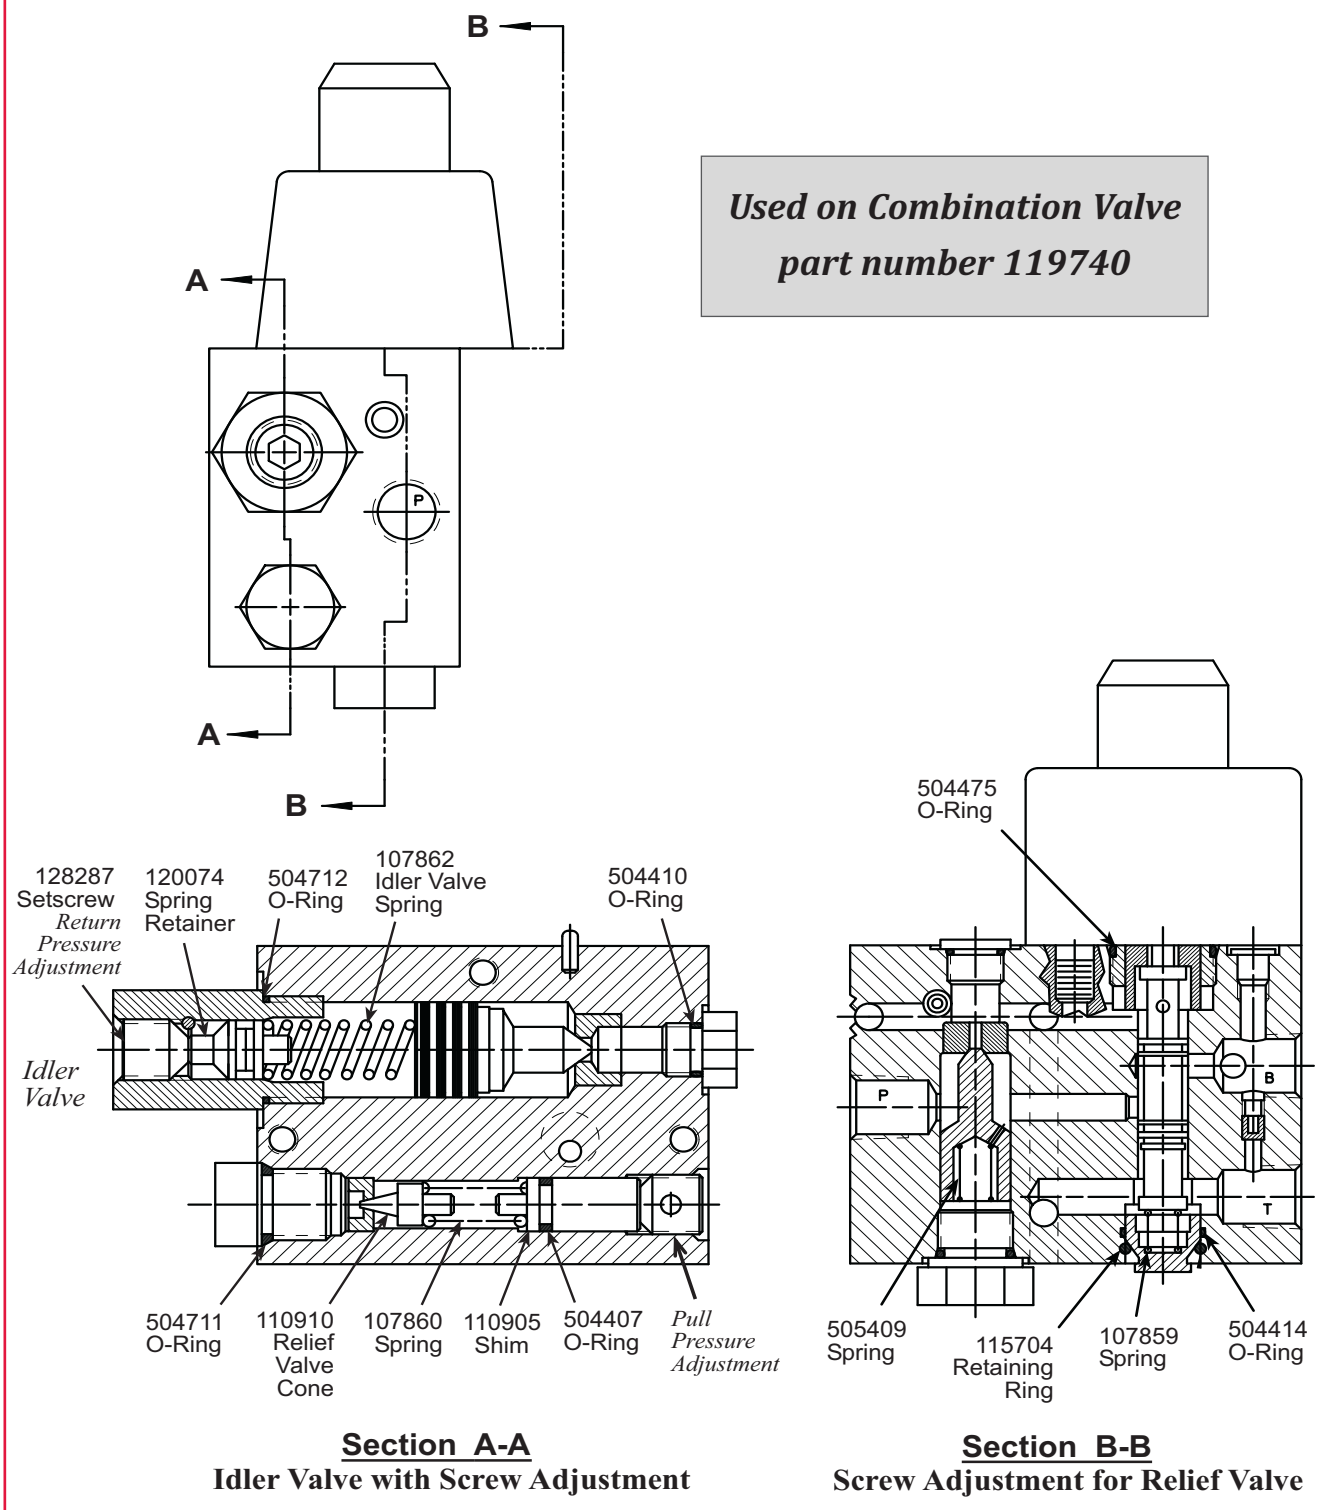 B
Used on Combination Valve
part number 119740
A
P
A
B
504475
O-Ring
128287
Setscrew
Return
Pressure
Adjustment
120074
Spring
Retainer
504712
O-Ring
107862
Idler Valve
Spring
504410
O-Ring
Idler
Valve
P
B
T
504711
O-Ring
110910
Relief
Valve
Cone
107860
Spring
110905
Shim
504407
O-Ring
Pull
Pressure
Adjustment
505409
Spring
115704
Retaining
Ring
107859
Spring
504414
O-Ring
Section A-A
Idler Valve with Screw Adjustment
Section B-B
Screw Adjustment for Relief Valve